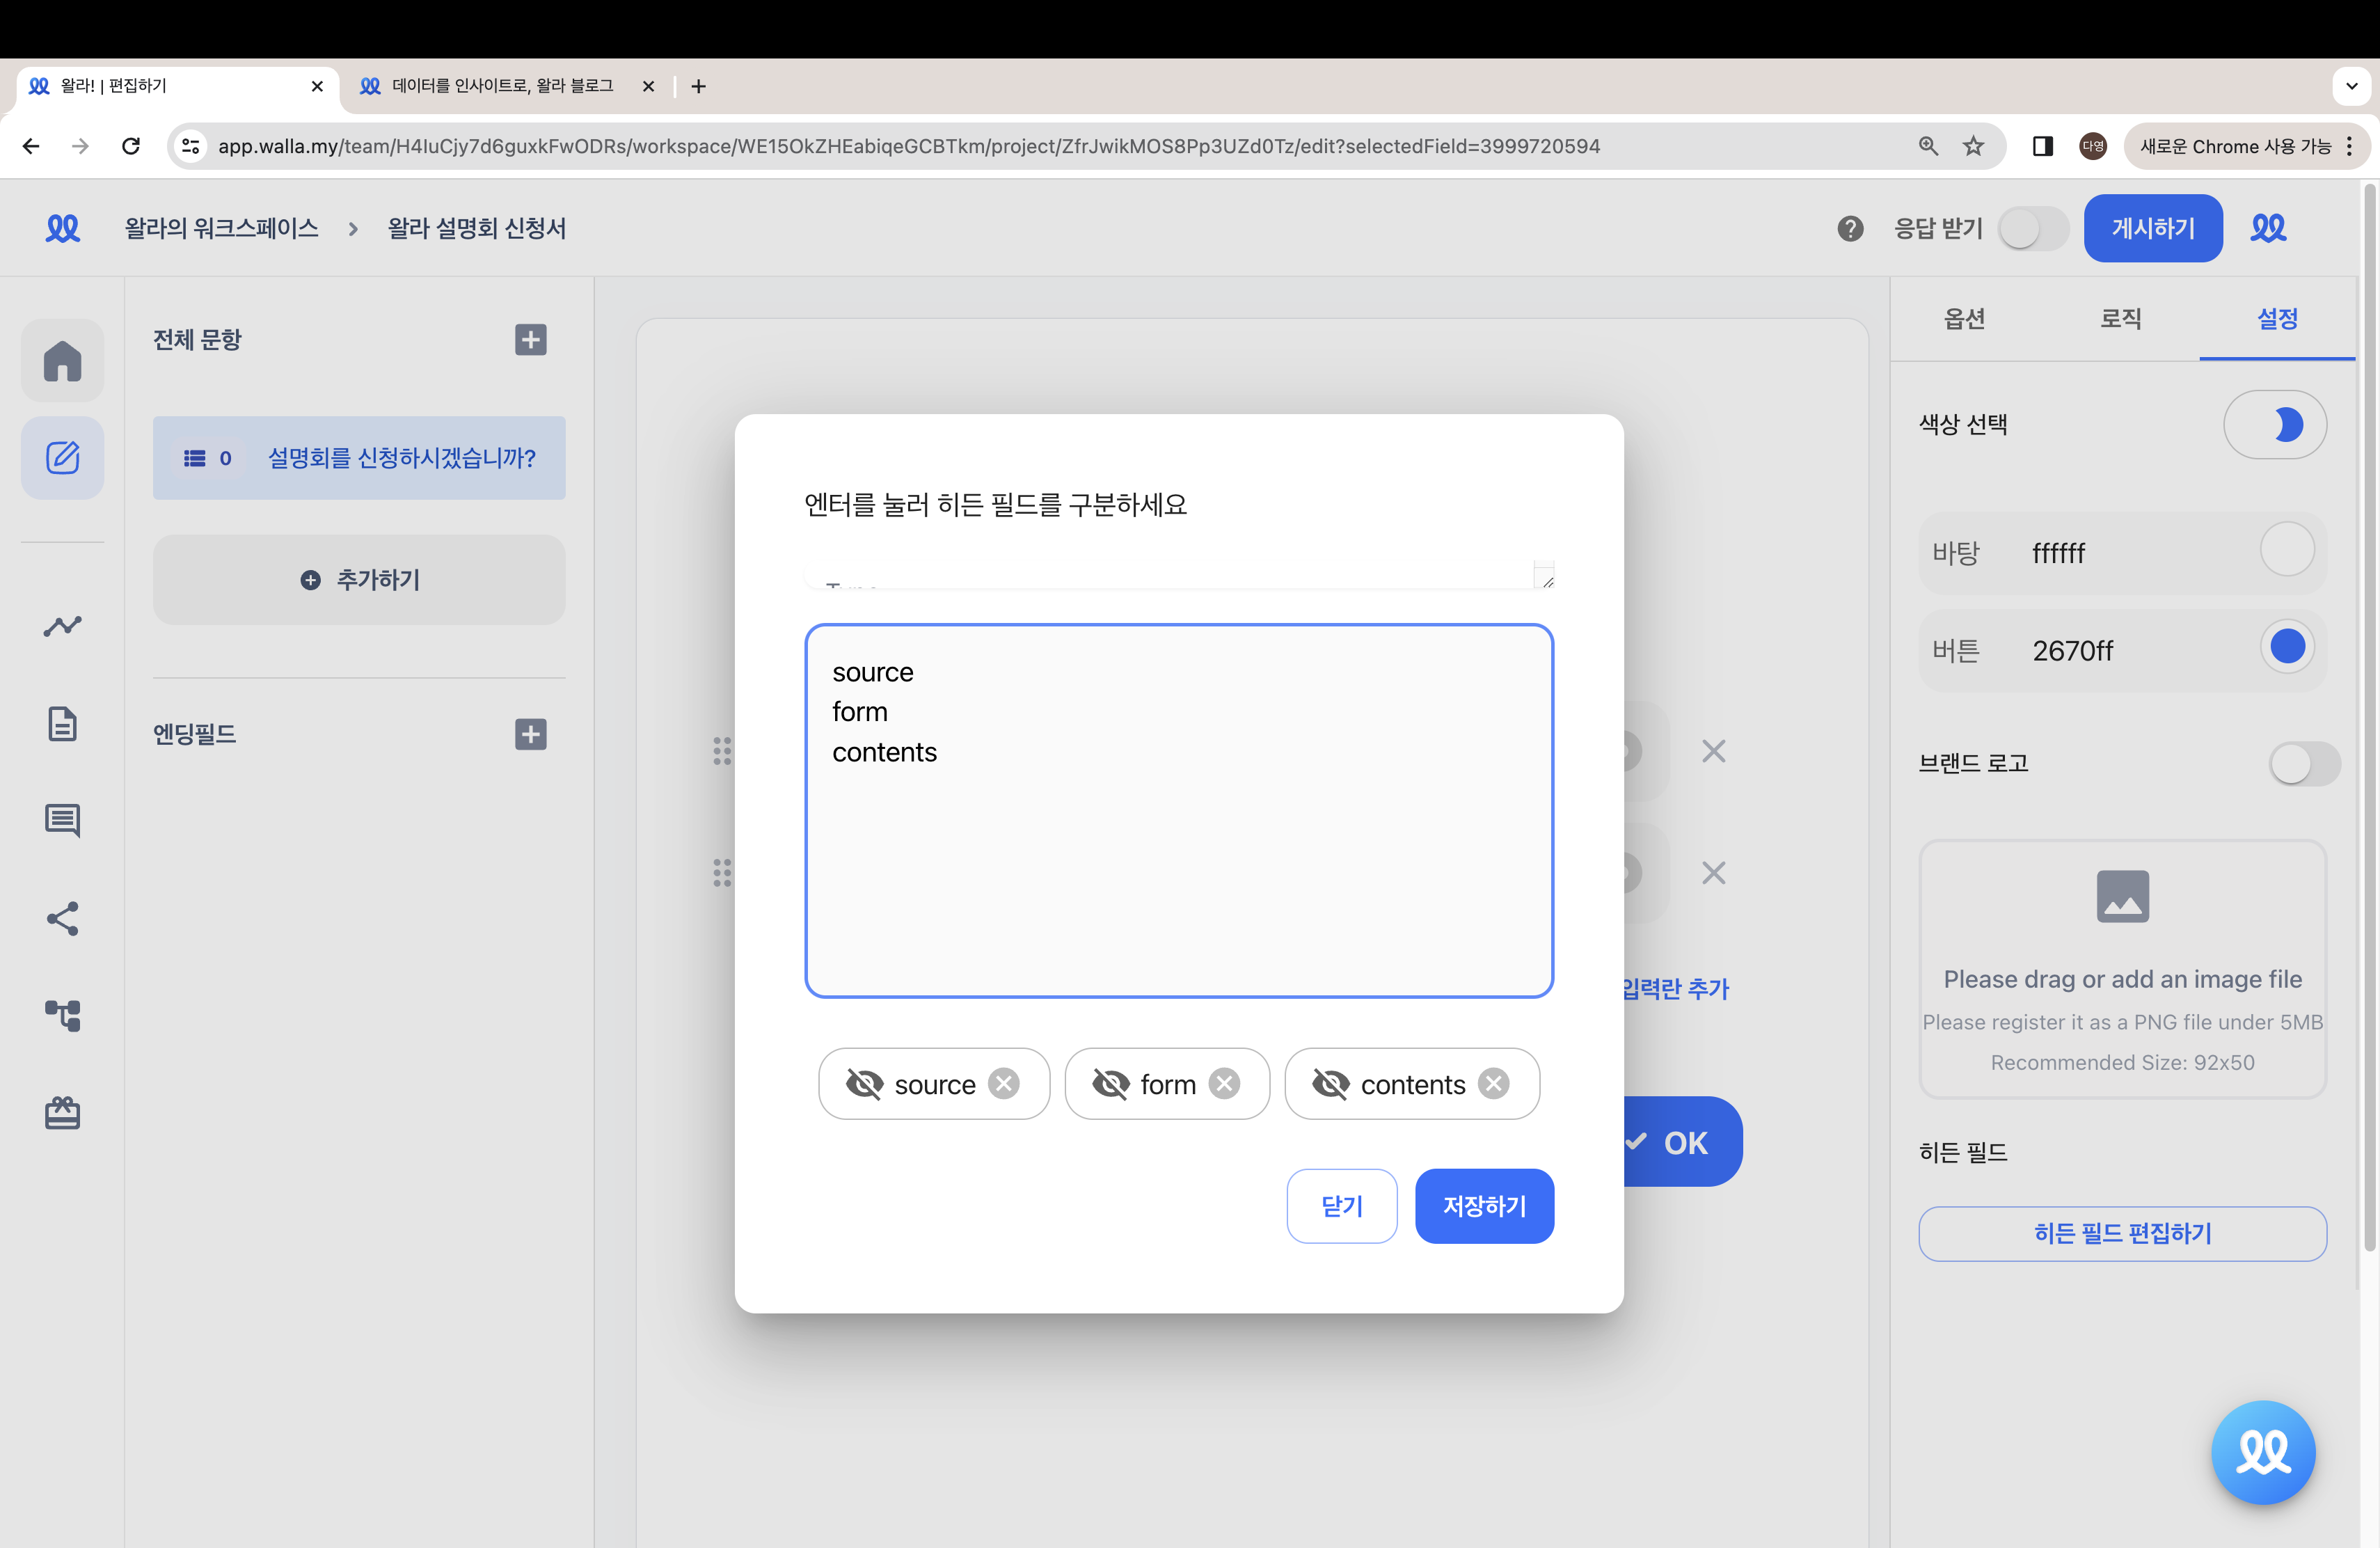 왈라! | 편집하기
데이터를 인사이트로, 왈라 블로그
app.walla.my/team/H4IuCjy7d6guxkFwODRs/workspace/WE15OkZHEabiqeGCBTkm/project/ZfrJwikMOS8Pp3UZd0Tz/edit?selectedField=3999720594
다영
새로운 Chrome 사용 가능
왈라의 워크스페이스 > 왈라 설명회 신청서
응답 받기
게시하기
전체 문항
0 설명회를 신청하시겠습니까?
추가하기
엔딩필드
엔터를 눌러 히든 필드를 구분하세요
source
form
contents
source
form
contents
닫기
저장하기
입력란 추가
OK
옵션
로직
설정
색상 선택
바탕 ffffff
버튼 2670ff
브랜드 로고
Please drag or add an image file
Please register it as a PNG file under 5MB
Recommended Size: 92x50
히든 필드
히든 필드 편집하기